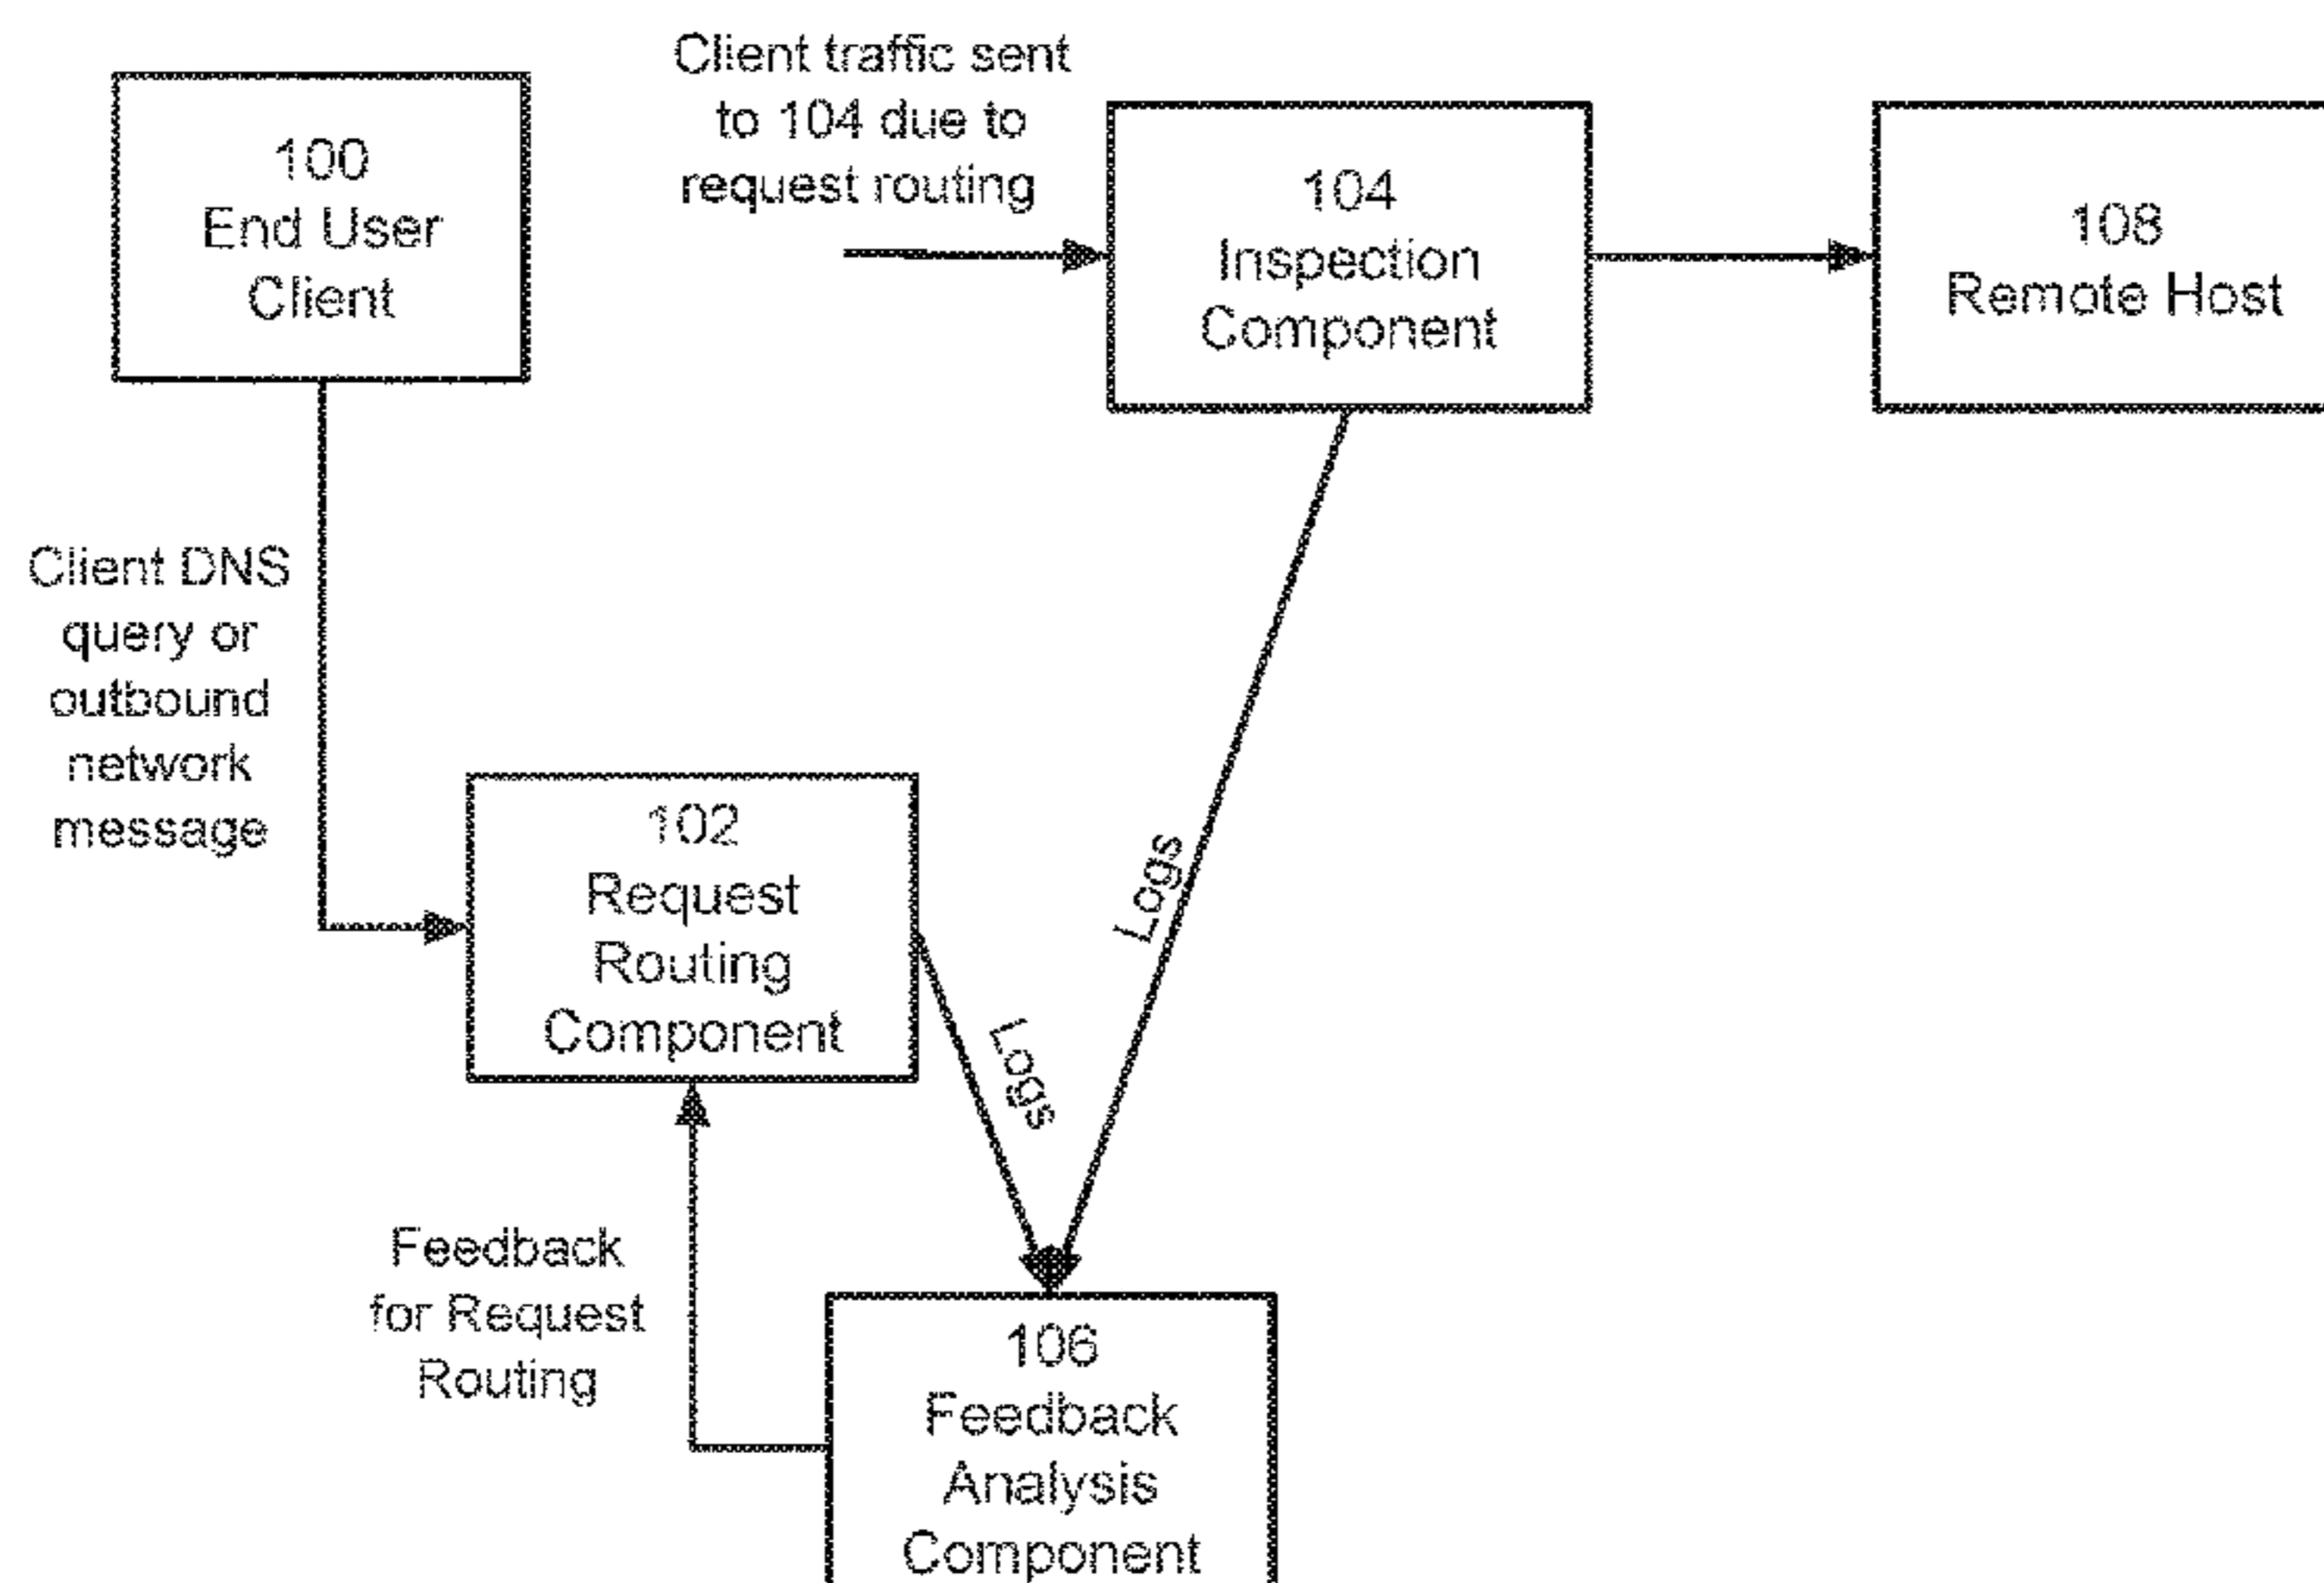 100
End User
Client
Client traffic sent
to 104 due to
request routing
104
Inspection
Component
108
Remote Host
Client DNS
query or
outbound
network
message
102
Request
Routing
Component
Logs
Logs
Feedback
for Request
Routing
106
Feedback
Analysis
Component